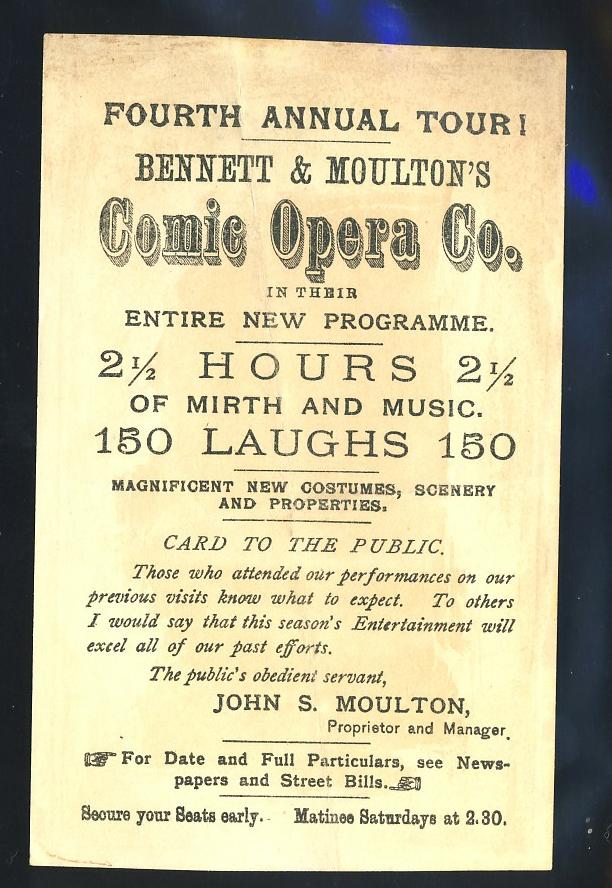 FOURTH ANNUAL TOUR!
BENNETT & MOULTON'S
Comic Opera Co.
IN THEIR
ENTIRE NEW PROGRAMME.
2½ HOURS 2½
OF MIRTH AND MUSIC.
150 LAUGHS 150
MAGNIFICENT NEW COSTUMES, SCENERY
AND PROPERTIES.
CARD TO THE PUBLIC.
Those who attended our performances on our
previous visits know what to expect. To others
I would say that this season's Entertainment will
excel all of our past efforts.
The public's obedient servant,
JOHN S. MOULTON,
Proprietor and Manager.
☞ For Date and Full Particulars, see News-
papers and Street Bills. ☜
Secure your Seats early. Matinee Saturdays at 2.30.